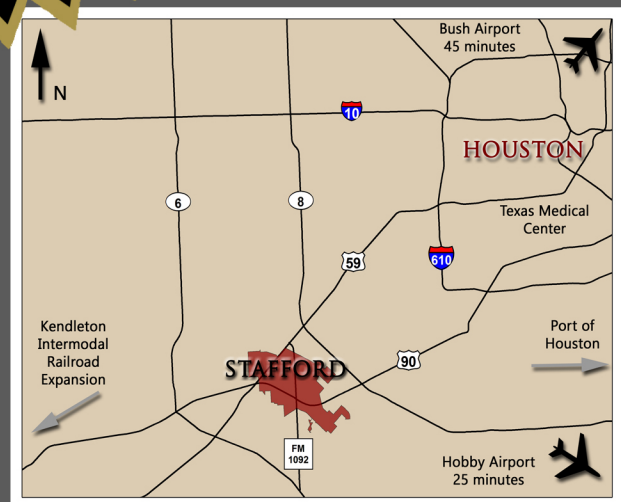 Bush Airport
45 minutes
N
10
HOUSTON
6
8
Texas Medical
Center
59
610
Kendleton
Intermodal
Railroad
Expansion
Port of
Houston
90
STAFFORD
FM
1092
Hobby Airport
25 minutes